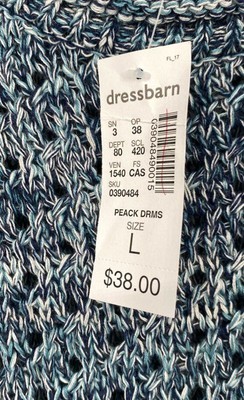 FL_17
dressbarn
SN OP
3 38
DEPT SCL
80 420
VEN FS
1540 CAS
SKU
0390484
039048490015
PEACK DRMS
SIZE
L
$38.00